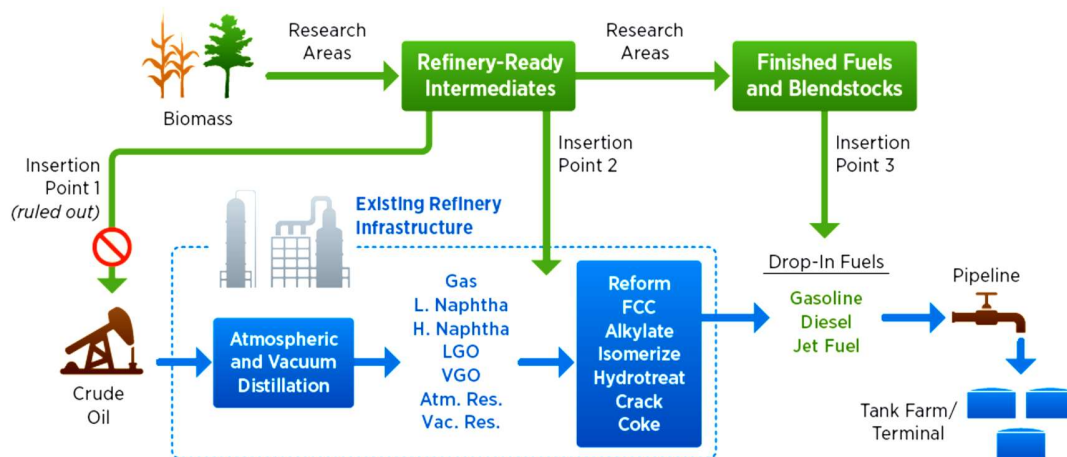 Research
Areas
Refinery-Ready
Intermediates
Research
Areas
Finished Fuels
and Blendstocks
Biomass
Insertion
Point 1
(ruled out)
Insertion
Point 2
Insertion
Point 3
Existing Refinery
Infrastructure
Crude
Oil
Atmospheric
and Vacuum
Distillation
Gas
L. Naphtha
H. Naphtha
LGO
VGO
Atm. Res.
Vac. Res.
Reform
FCC
Alkylate
Isomerize
Hydrotreat
Crack
Coke
Drop-In Fuels
Gasoline
Diesel
Jet Fuel
Pipeline
Tank Farm/
Terminal